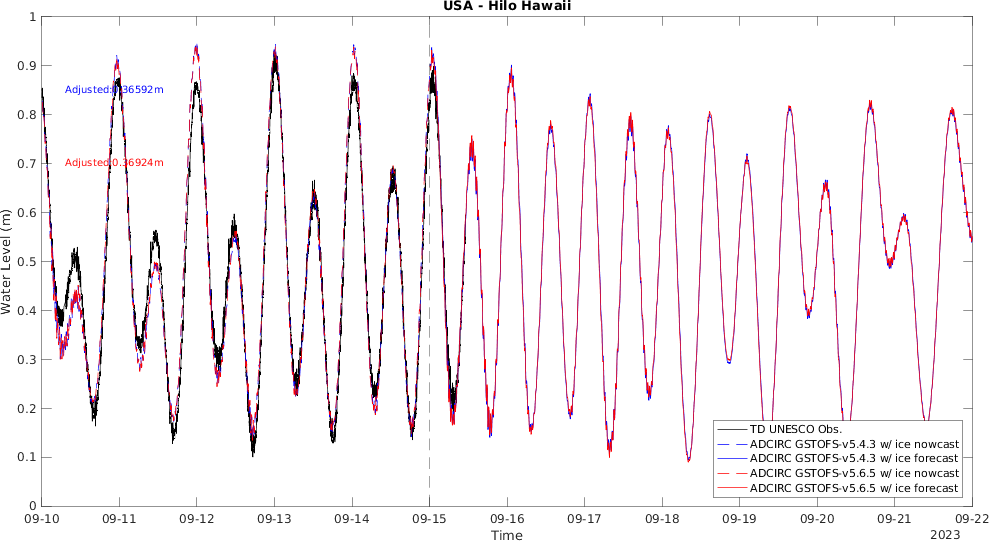 USA - Hilo Hawaii
1
0.9
0.8
0.7
0.6
0.5
0.4
0.3
0.2
0.1
0
Water Level (m)
Adjusted:0.36592m
Adjusted:0.36924m
TD UNESCO Obs.
ADCIRC GSTOFS-v5.4.3 w/ ice nowcast
ADCIRC GSTOFS-v5.4.3 w/ ice forecast
ADCIRC GSTOFS-v5.6.5 w/ ice nowcast
ADCIRC GSTOFS-v5.6.5 w/ ice forecast
09-10 09-11 09-12 09-13 09-14 09-15 09-16 09-17 09-18 09-19 09-20 09-21 09-22
Time 2023